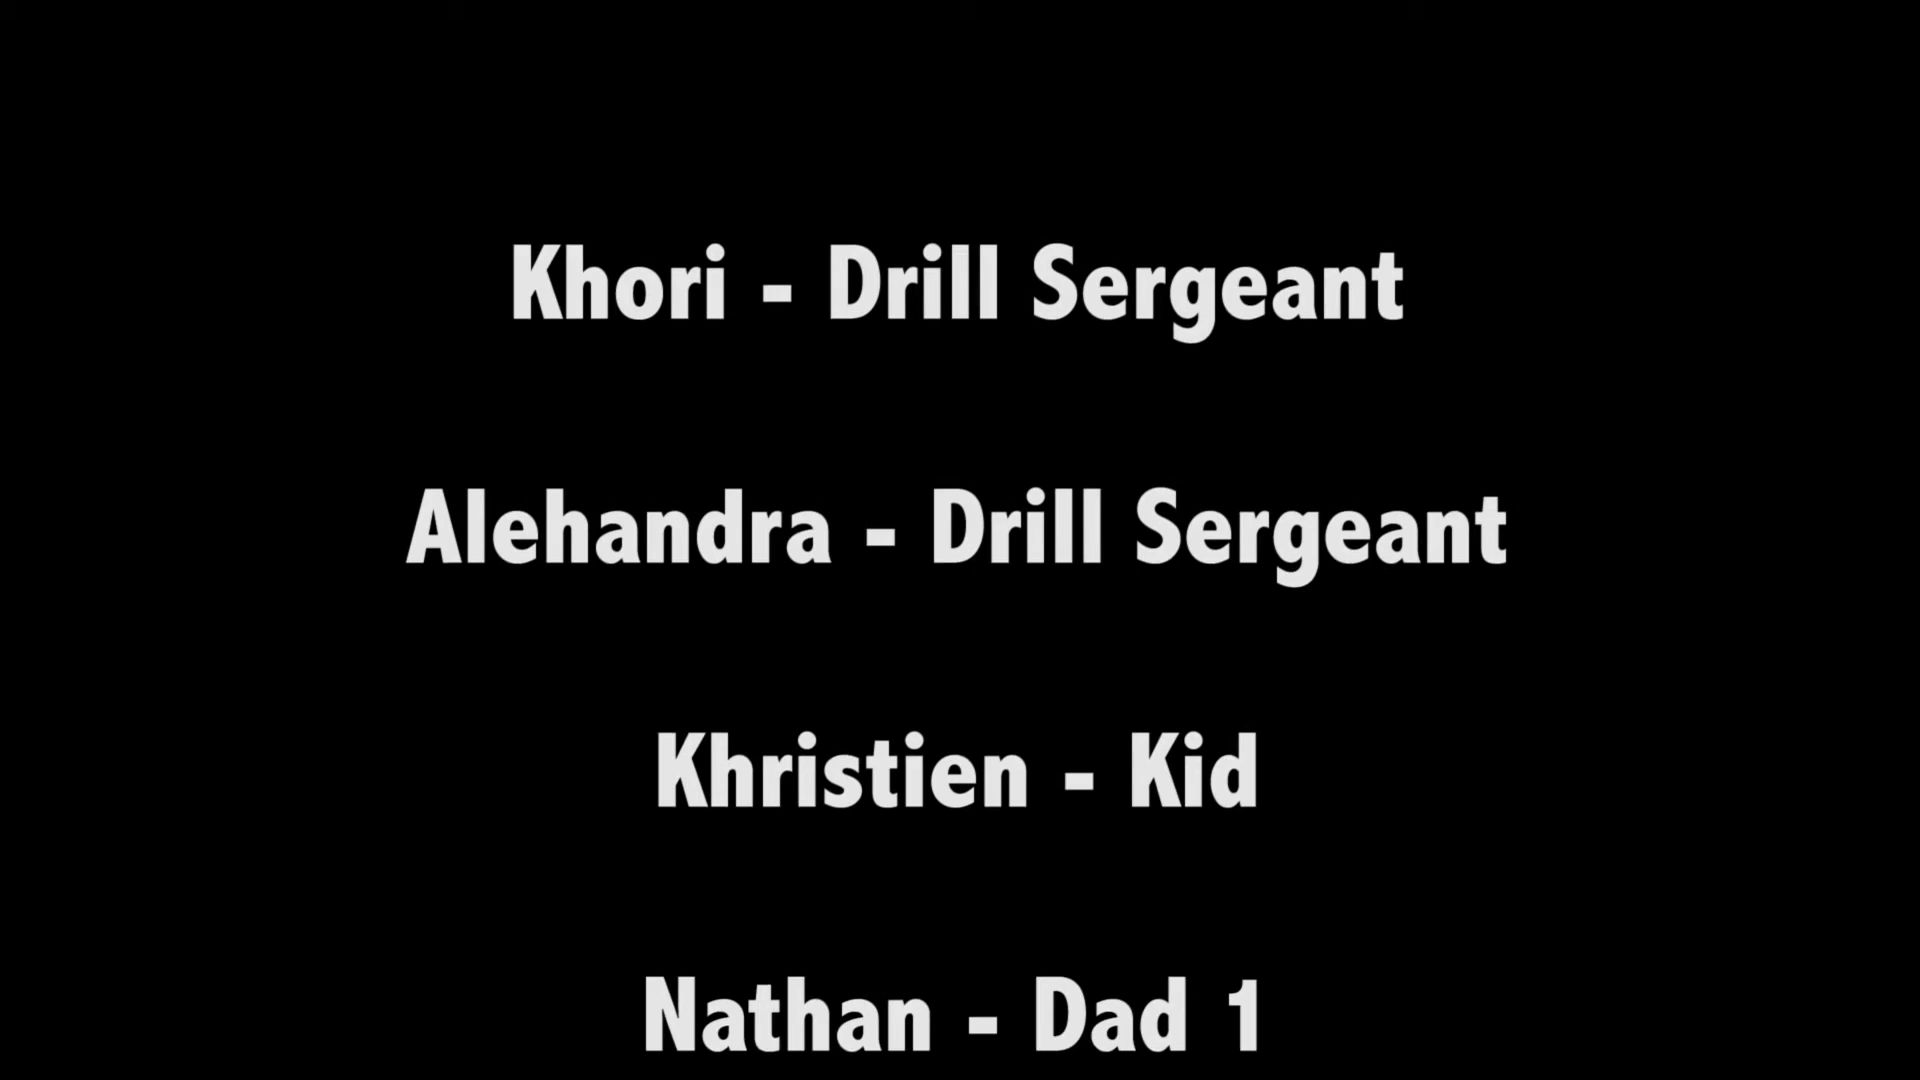 Khori - Drill Sergeant
Alehandra - Drill Sergeant
Khristien - Kid
Nathan - Dad 1